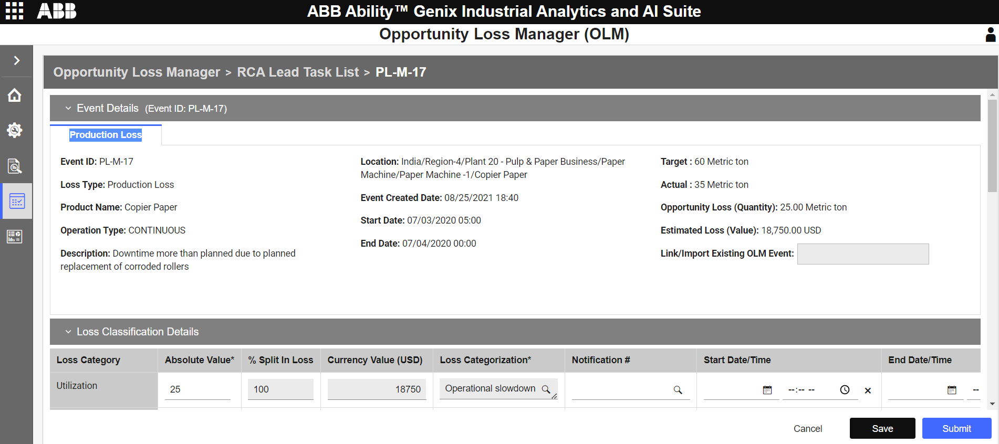 ABB
ABB Ability™ Genix Industrial Analytics and AI Suite
Opportunity Loss Manager (OLM)
Opportunity Loss Manager > RCA Lead Task List > PL-M-17
Event Details (Event ID: PL-M-17)
Production Loss
Event ID: PL-M-17
Loss Type: Production Loss
Product Name: Copier Paper
Operation Type: CONTINUOUS
Description: Downtime more than planned due to planned
replacement of corroded rollers
Location: India/Region-4/Plant 20 - Pulp & Paper Business/Paper
Machine/Paper Machine -1/Copier Paper
Event Created Date: 08/25/2021 18:40
Start Date: 07/03/2020 05:00
End Date: 07/04/2020 00:00
Target : 60 Metric ton
Actual : 35 Metric ton
Opportunity Loss (Quantity): 25.00 Metric ton
Estimated Loss (Value): 18,750.00 USD
Link/Import Existing OLM Event:
Loss Classification Details
Loss Category Absolute Value* % Split In Loss Currency Value (USD) Loss Categorization* Notification # Start Date/Time End Date/Time
Utilization 25 100 18750 Operational slowdown --:-- -- --
Cancel Save Submit